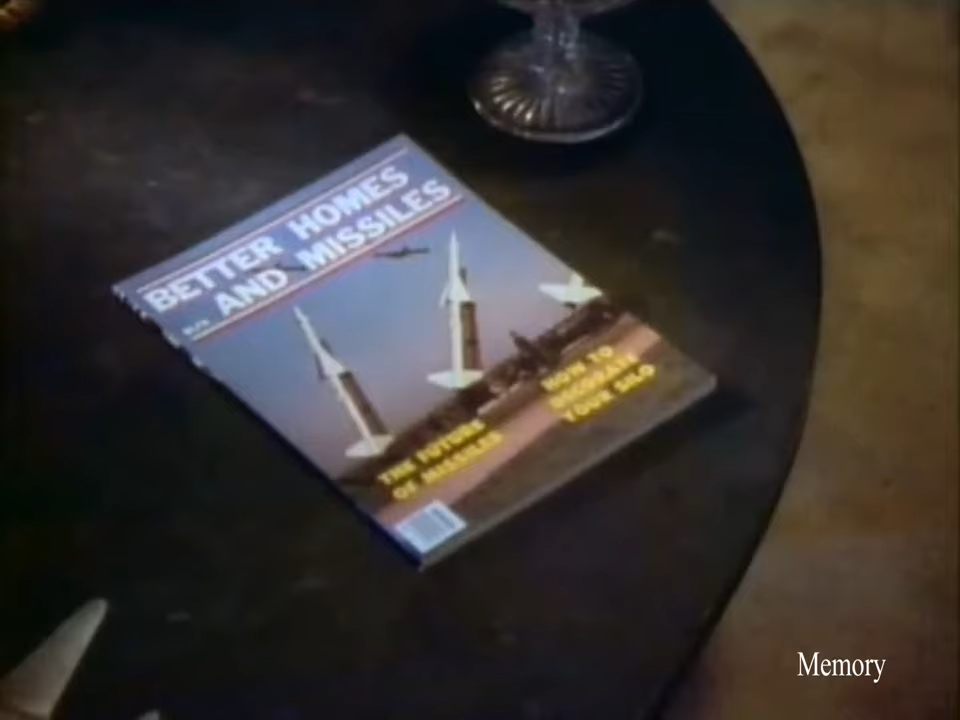 BETTER HOMES
AND MISSILES
THE FUTURE
OF MISSILES
HOW TO
DECORATE
YOUR SILO
Memory